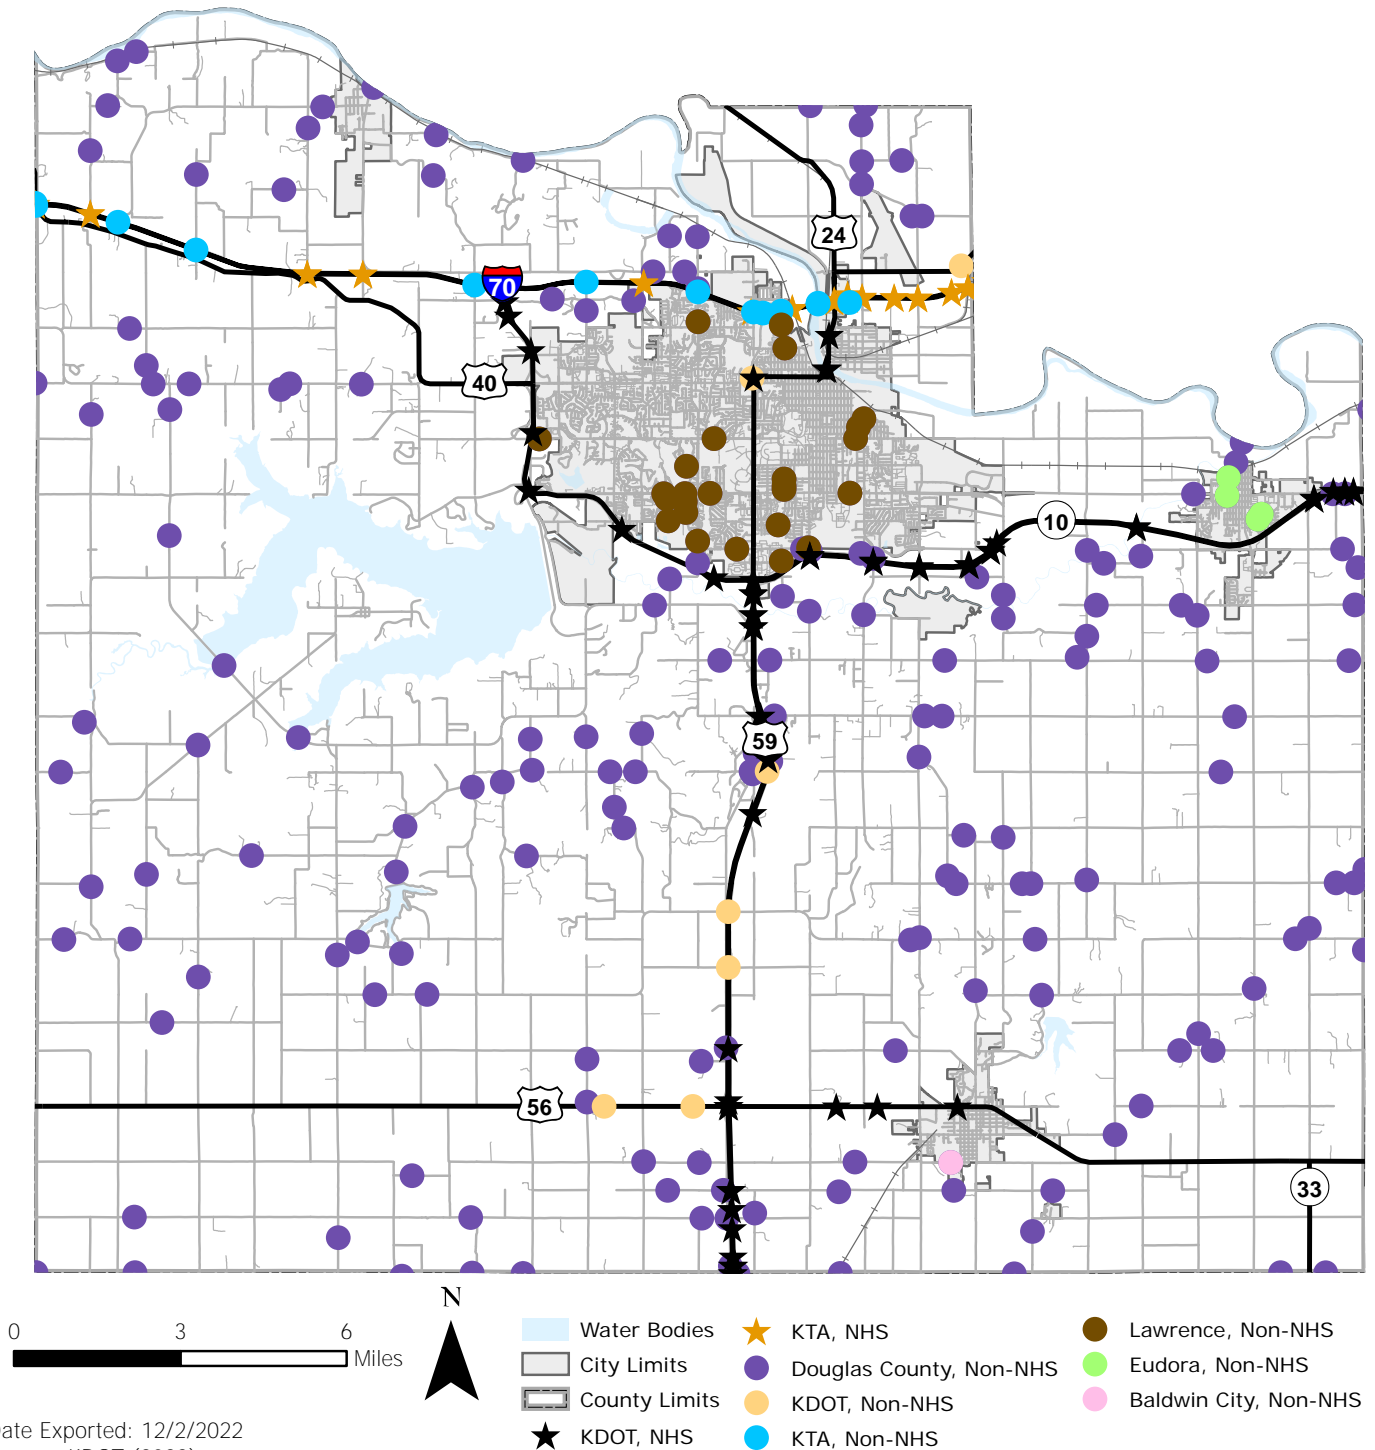 24
70
40
10
59
56
33
N
0 3 6
Miles
Water Bodies
City Limits
County Limits
KDOT, NHS
KTA, NHS
Douglas County, Non-NHS
KDOT, Non-NHS
KTA, Non-NHS
Lawrence, Non-NHS
Eudora, Non-NHS
Baldwin City, Non-NHS
ate Exported: 12/2/2022